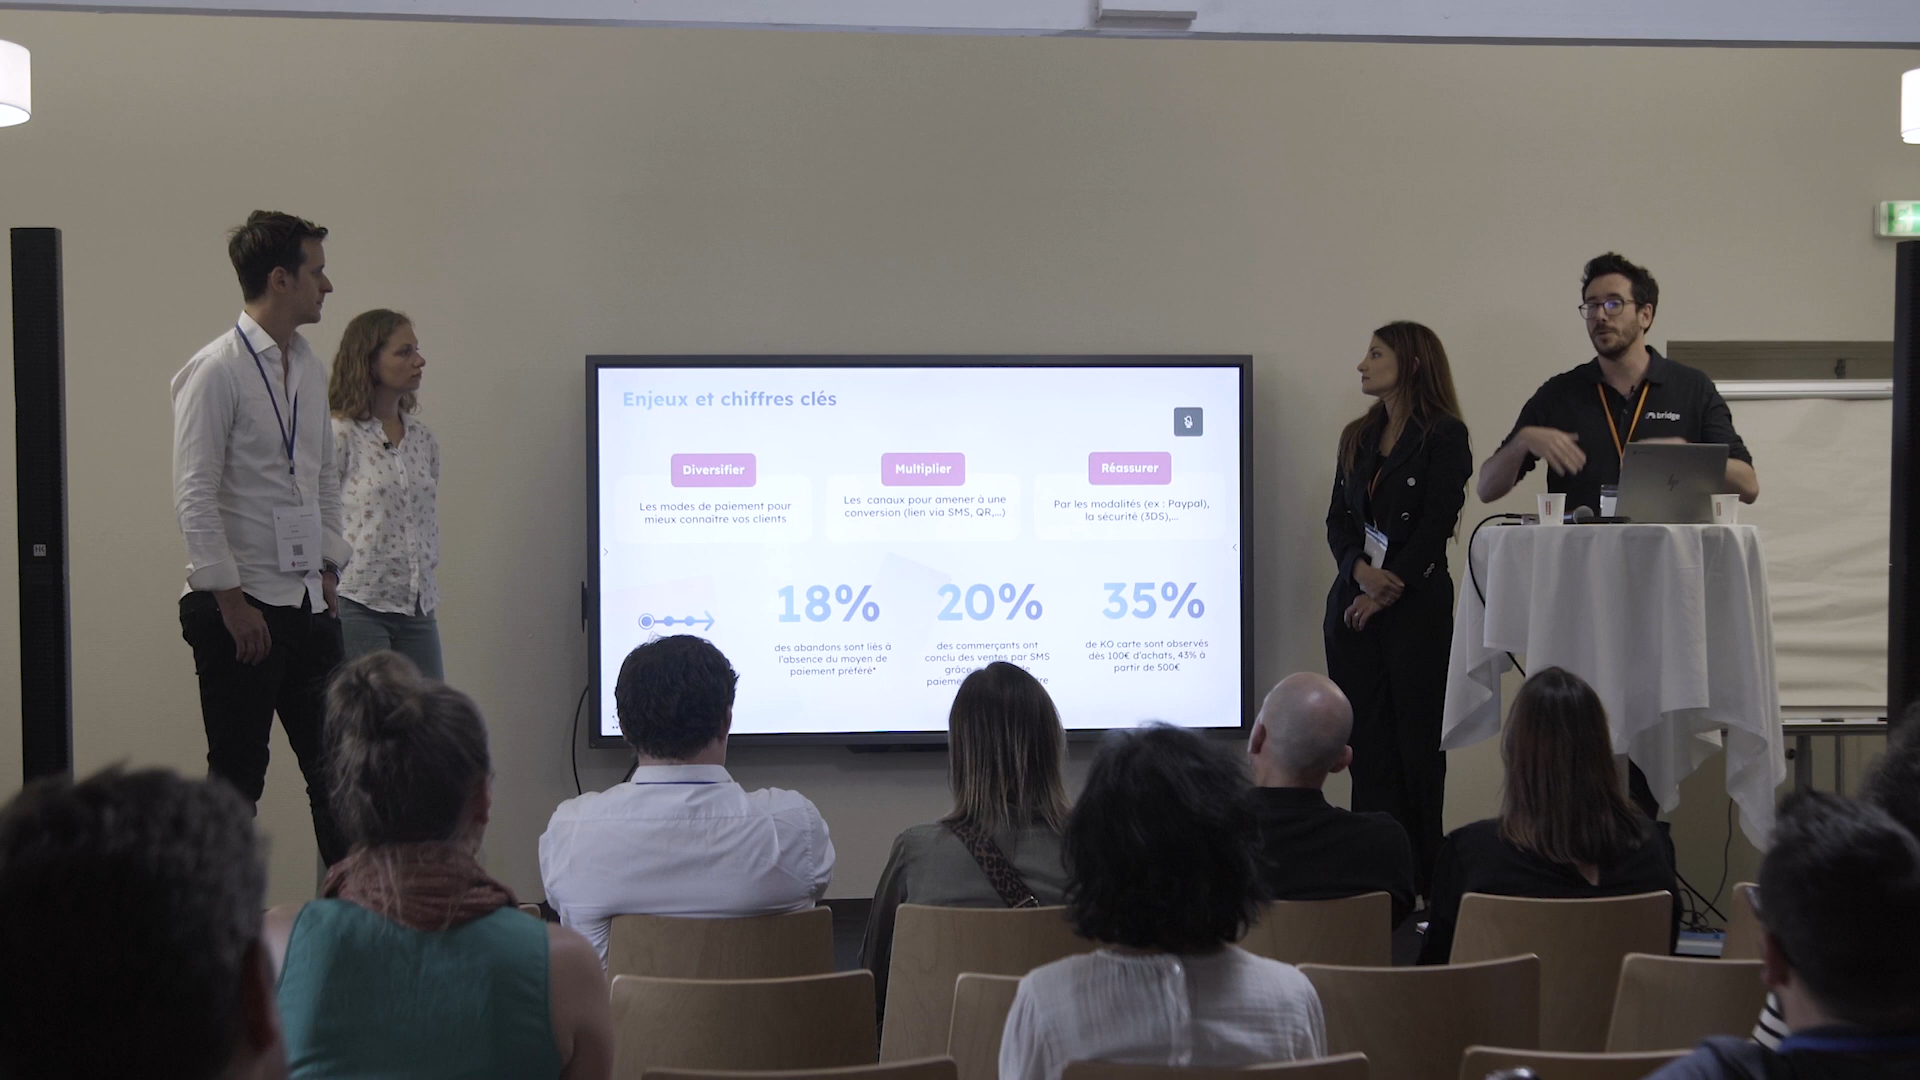 Enjeux et chiffres clés
Diversifier
Les modes de paiement pour
mieux connaitre vos clients
Multiplier
Les canaux pour amener à une
conversion (lien via SMS, QR,...)
Réassurer
Par les modalités (ex : Paypal),
la sécurité (3DS),...
18%
des abandons sont liés à
l'absence du moyen de
paiement préféré*
20%
des commerçants ont
conclu des ventes par SMS
35%
de KO carte sont observés
dès 100€ d'achats, 43% à
partir de 500€
bridge
hp